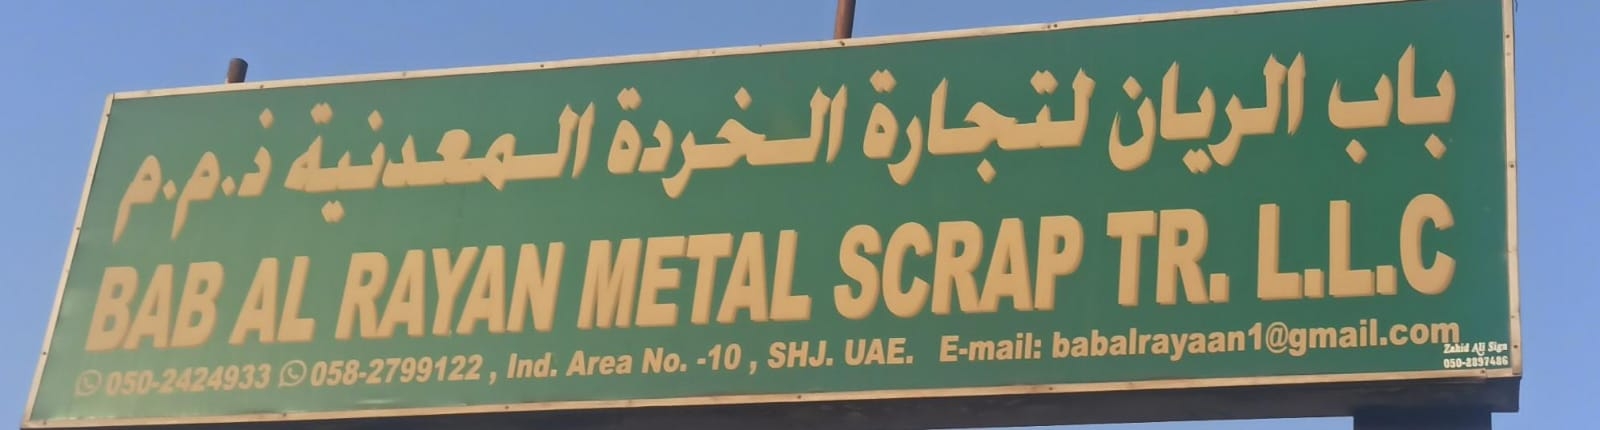 باب الريان لتجارة الخردة المعدنية ذ.م.م
BAB AL RAYAN METAL SCRAP TR. L.L.C
050-2424933 058-2799122 , Ind. Area No. -10 , SHJ. UAE. E-mail: babalrayaan1@gmail.com
Zahid Ali Sign
050-2897486